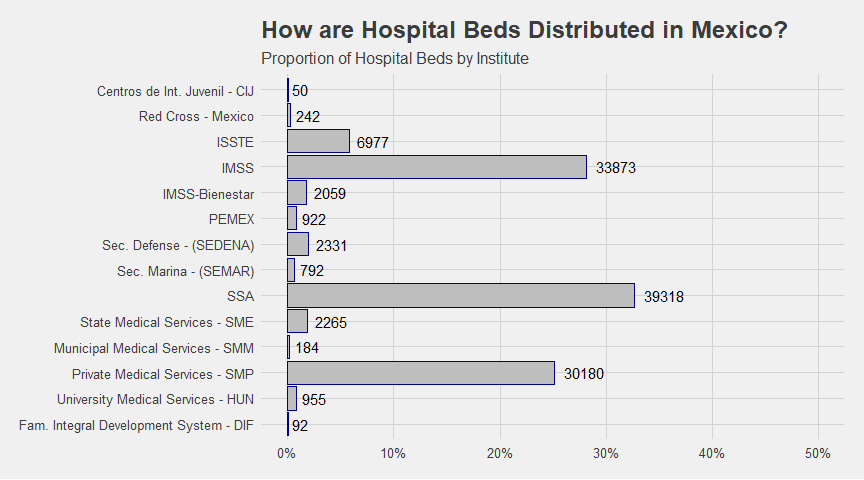 How are Hospital Beds Distributed in Mexico?
Proportion of Hospital Beds by Institute
Centros de Int. Juvenil - CIJ 50
Red Cross - Mexico 242
ISSTE 6977
IMSS 33873
IMSS-Bienestar 2059
PEMEX 922
Sec. Defense - (SEDENA) 2331
Sec. Marina - (SEMAR) 792
SSA 39318
State Medical Services - SME 2265
Municipal Medical Services - SMM 184
Private Medical Services - SMP 30180
University Medical Services - HUN 955
Fam. Integral Development System - DIF 92
0% 10% 20% 30% 40% 50%